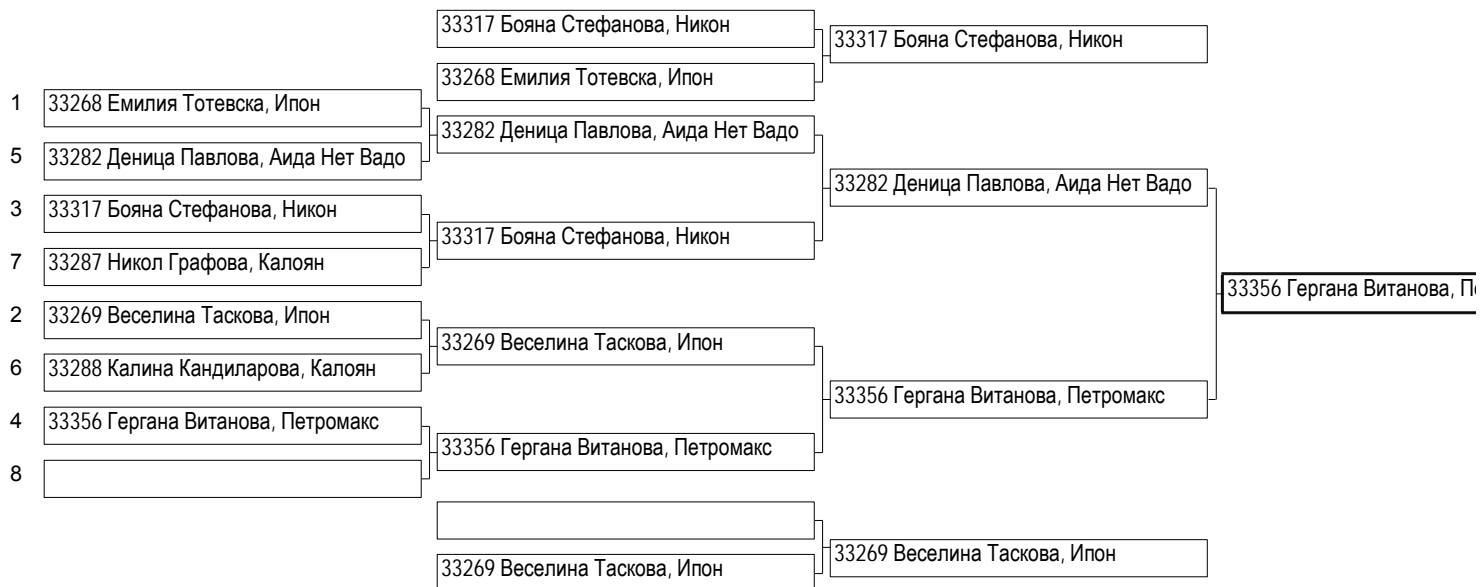 33317 Бояна Стефанова, Никон
33317 Бояна Стефанова, Никон
33268 Емилия Тотевска, Ипон
1 33268 Емилия Тотевска, Ипон
33282 Деница Павлова, Аида Нет Вадо
5 33282 Деница Павлова, Аида Нет Вадо
33282 Деница Павлова, Аида Нет Вадо
3 33317 Бояна Стефанова, Никон
33317 Бояна Стефанова, Никон
7 33287 Никол Графова, Калоян
33356 Гергана Витанова,
2 33269 Веселина Таскова, Ипон
33269 Веселина Таскова, Ипон
6 33288 Калина Кандиларова, Калоян
33356 Гергана Витанова, Петромакс
4 33356 Гергана Витанова, Петромакс
33356 Гергана Витанова, Петромакс
8
33269 Веселина Таскова, Ипон
33269 Веселина Таскова, Ипон